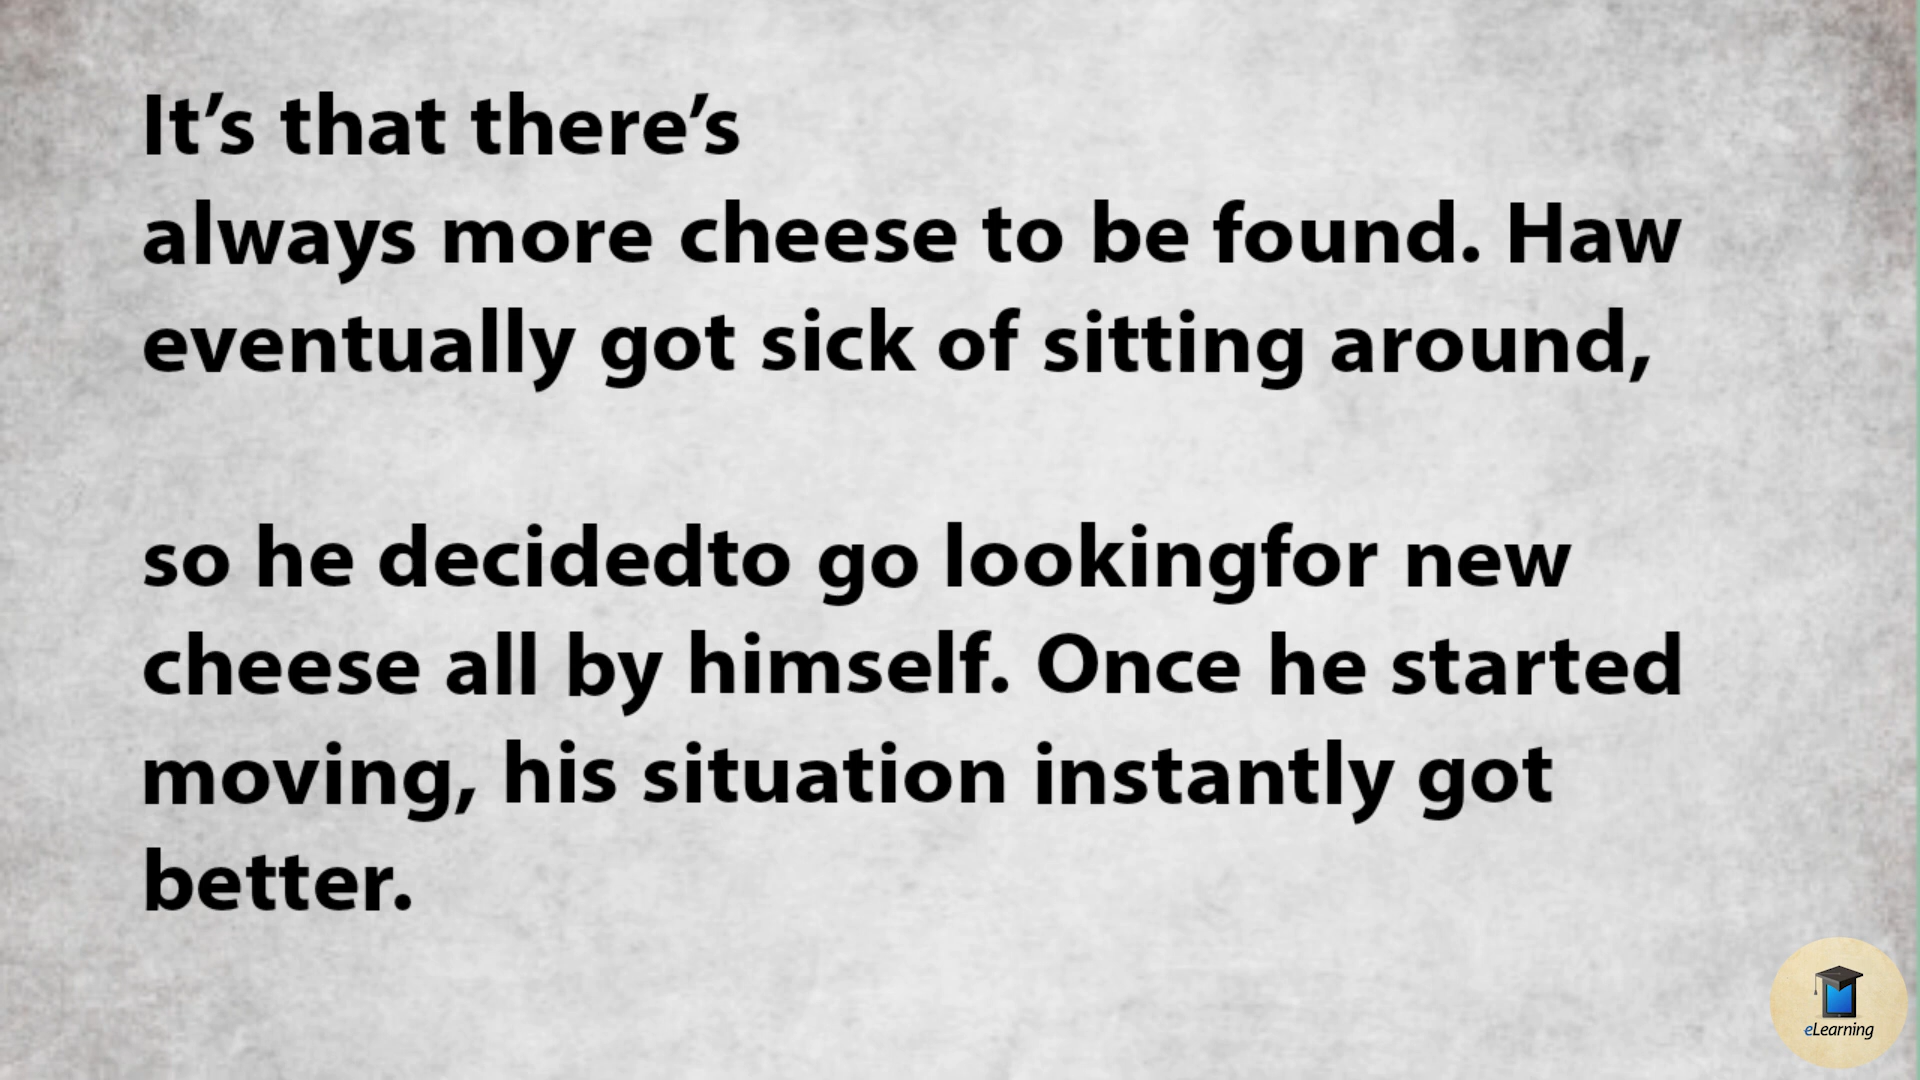 It’s that there’s
always more cheese to be found. Haw
eventually got sick of sitting around,
so he decidedto go lookingfor new
cheese all by himself. Once he started
moving, his situation instantly got
better.
eLearning